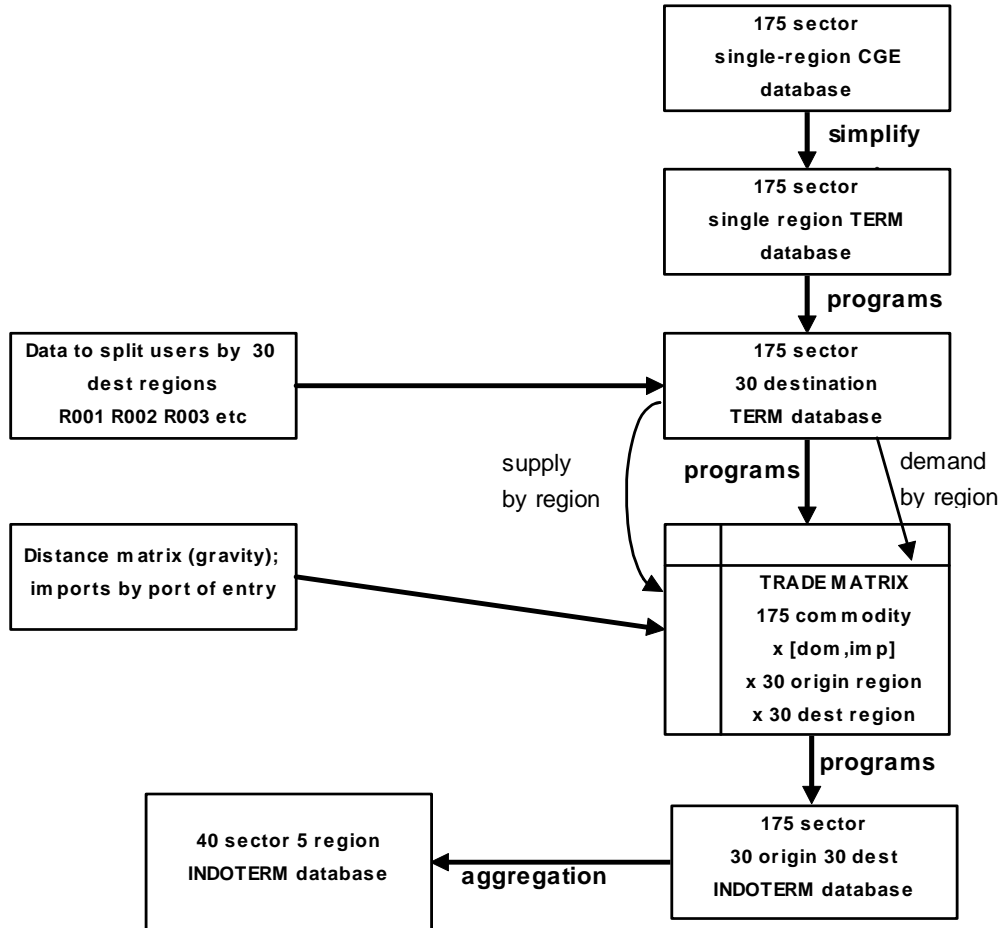 175 sector
single-region CGE
database
simplify
175 sector
single region TERM
database
programs
Data to split users by 30
dest regions
R001 R002 R003 etc
175 sector
30 destination
TERM database
supply
by region
programs
demand
by region
Distance matrix (gravity);
imports by port of entry
TRADE MATRIX
175 commodity
x [dom,imp]
x 30 origin region
x 30 dest region
programs
40 sector 5 region
INDOTERM database
aggregation
175 sector
30 origin 30 dest
INDOTERM database